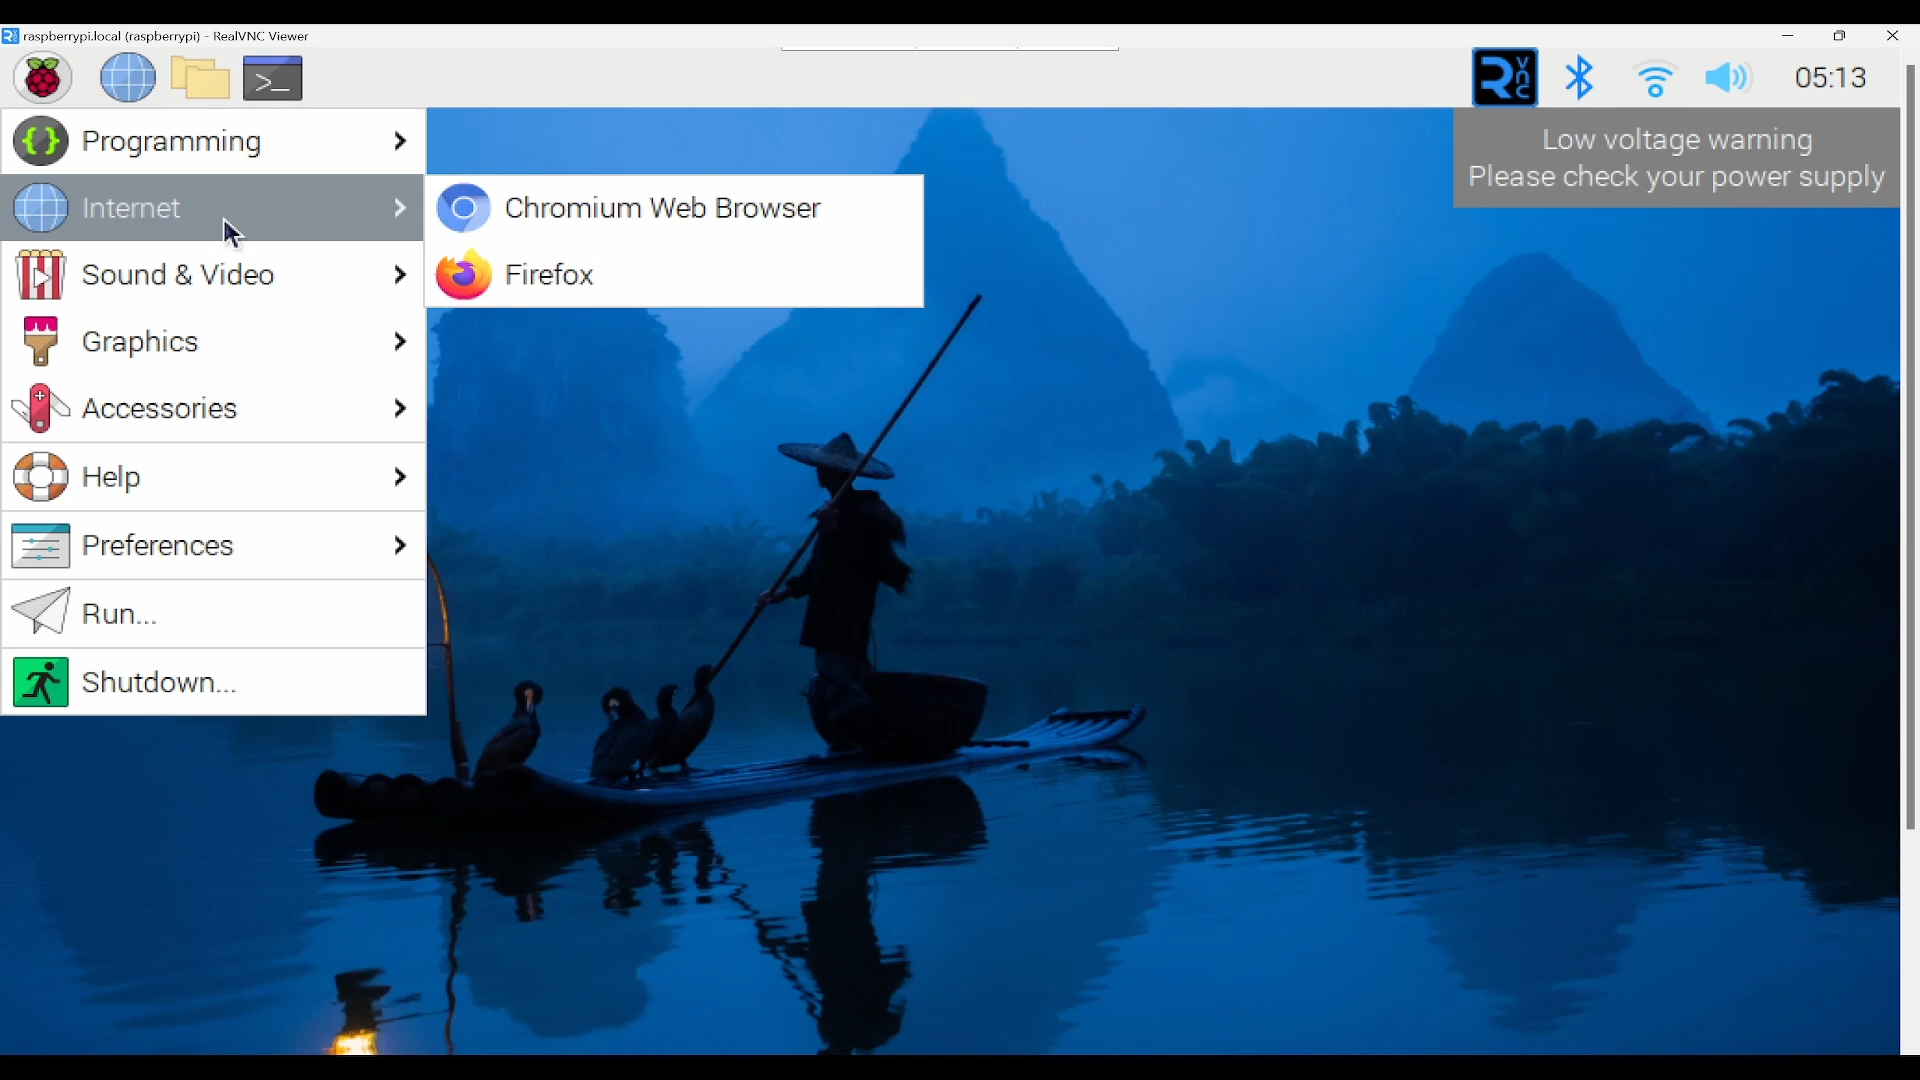 raspberrypi.local (raspberrypi) - RealVNC Viewer
05:13
Low voltage warning
Please check your power supply
Programming
Internet
Sound & Video
Graphics
Accessories
Help
Preferences
Run...
Shutdown...
Chromium Web Browser
Firefox